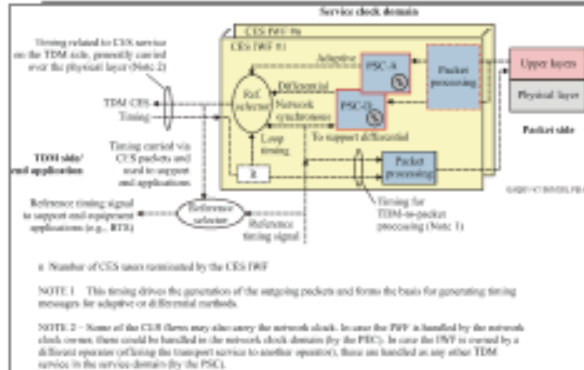 Service clock domain
CES IWF #n
CES IWF #1
Timing related to CES service
on the TDM side, generally carried
over the physical layer (Note 2)
Adaptive
PSC-A
Packet
processing
Upper layers
Physical layer
Packet side
Differential
PSC-D
Ref.
selector
Network
synchronous
TDM CES
Timing
To support differential
Loop
timing
Timing carried via
CES packets and
used to support
end applications
TDM side/
end application
Packet
processing
Reference timing signal
to support end equipment
applications (e.g., BTS)
Reference
selector
Reference
timing signal
Timing for
TDM-to-packet
processing (Note 1)
n Number of CES users terminated by the CES IWF
NOTE 1 This timing drives the generation of the outgoing packets and forms the basis for generating timing
messages for adaptive or differential methods.
NOTE 2 – Some of the CES flows may also carry the network clock. In case the IWF is handled by the network
clock owner, these could be handled in the network clock domain (by the PEC). In case the IWF is owned by a
different operator (offering the transport service to another operator), these are handled as any other TDM
service in the service domain (by the PSC).